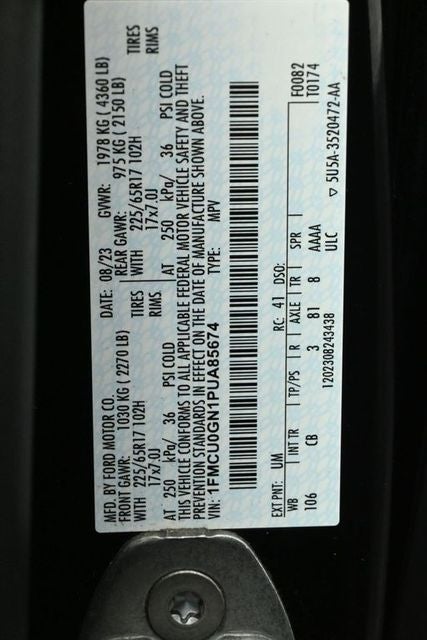 MFD. BY FORD MOTOR CO.
DATE: 08/23 GVWR: 1978 KG ( 4360 LB)
FRONT GAWR: 1030 KG ( 2270 LB)
REAR GAWR: 975 KG ( 2150 LB)
WITH 225/65R17 102H TIRES
WITH 225/65R17 102H TIRES
17x7.0J RIMS
17x7.0J RIMS
AT 250 kPa/ 36 PSI COLD
AT 250 kPa/ 36 PSI COLD
THIS VEHICLE CONFORMS TO ALL APPLICABLE FEDERAL MOTOR VEHICLE SAFETY AND THEFT
PREVENTION STANDARDS IN EFFECT ON THE DATE OF MANUFACTURE SHOWN ABOVE.
VIN: 1FMCU0GN1PUA85674 TYPE: MPV
F0082
T0174
EXT PNT: UM RC: 41 DSO:
WB INT TR TP/PS R AXLE TR SPR
106 CB 3 81 8 AAAA
ULC
1202308243438
▽ 5U5A-3520472-AA